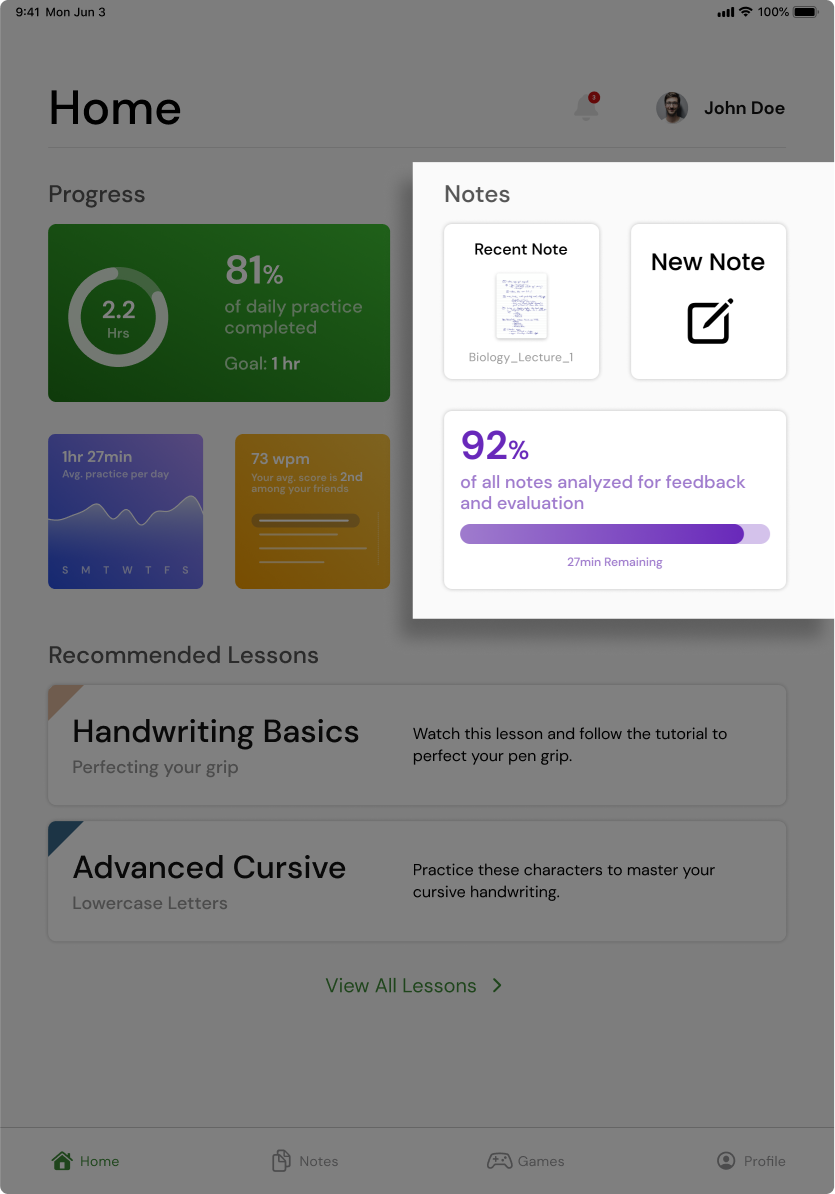 9:41 Mon Jun 3
100%
Home
3
John Doe
Progress
2.2
Hrs
81%
of daily practice
completed
Goal: 1 hr
1hr 27min
Avg. practice per day
S M T W T F S
73 wpm
Your avg. score is 2nd
among your friends
Notes
Recent Note
Biology_Lecture_1
New Note
92%
of all notes analyzed for feedback
and evaluation
27min Remaining
Recommended Lessons
Handwriting Basics
Perfecting your grip
Watch this lesson and follow the tutorial to
perfect your pen grip.
Advanced Cursive
Lowercase Letters
Practice these characters to master your
cursive handwriting.
View All Lessons
Home
Notes
Games
Profile